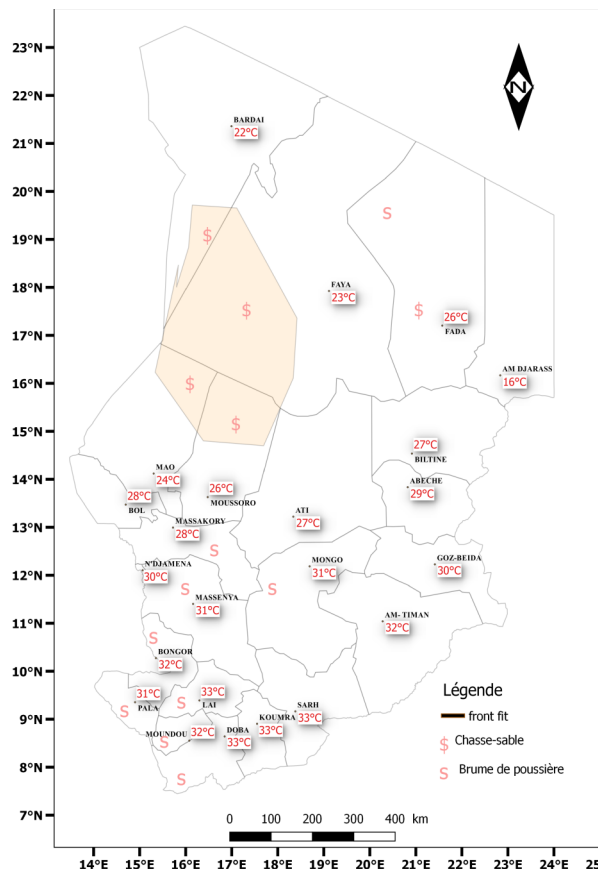 23°N
22°N
21°N
20°N
19°N
18°N
17°N
16°N
15°N
14°N
13°N
12°N
11°N
10°N
9°N
8°N
7°N
N
BARDAI
22°C
S
$
FAYA
23°C
$
$
26°C
FADA
AM DJARASS
16°C
$
$
27°C
BILTINE
MAO
24°C
ABECHE
29°C
28°C
BOL
26°C
MOUSSORO
ATI
27°C
MASSAKORY
28°C
S
N'DJAMENA
30°C
MONGO
31°C
GOZ-BEIDA
30°C
S
S
MASSENYA
31°C
AM- TIMAN
32°C
S
BONGOR
32°C
31°C
PALA
33°C
LAI
S
S
SARH
33°C
KOUMRA
33°C
MOUNDOU
32°C
DOBA
33°C
S
S
Légende
front fit
$ Chasse-sable
S Brume de poussière
0 100 200 300 400 km
14°E 15°E 16°E 17°E 18°E 19°E 20°E 21°E 22°E 23°E 24°E 25